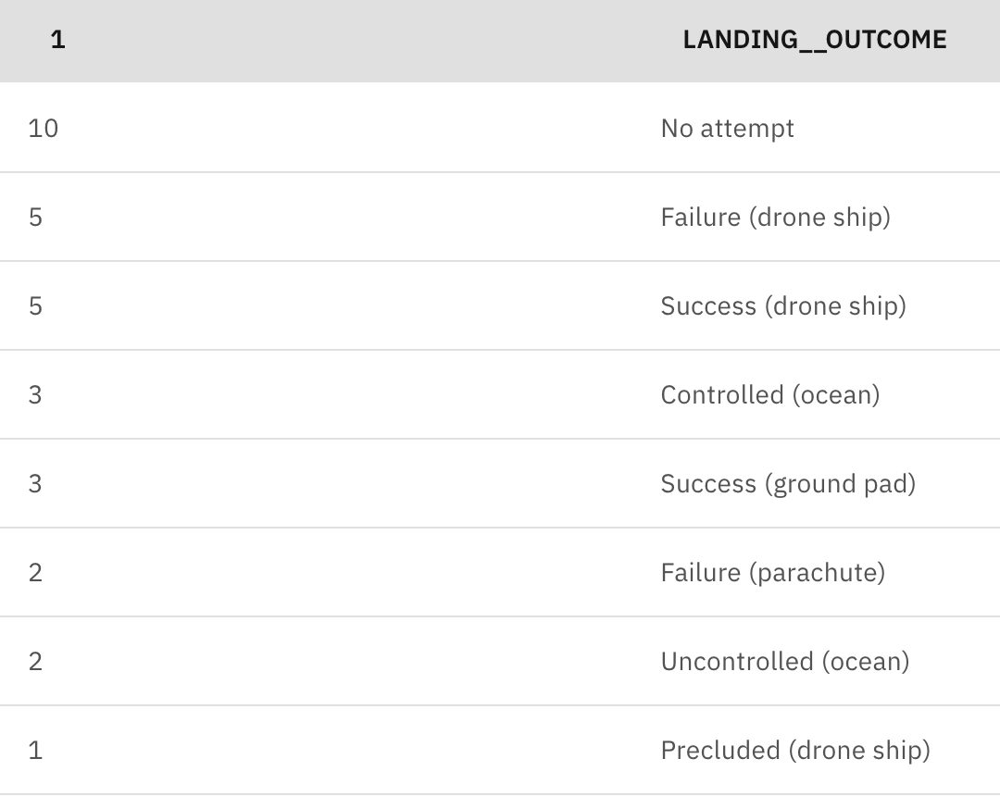 1 LANDING__OUTCOME
10 No attempt
5 Failure (drone ship)
5 Success (drone ship)
3 Controlled (ocean)
3 Success (ground pad)
2 Failure (parachute)
2 Uncontrolled (ocean)
1 Precluded (drone ship)